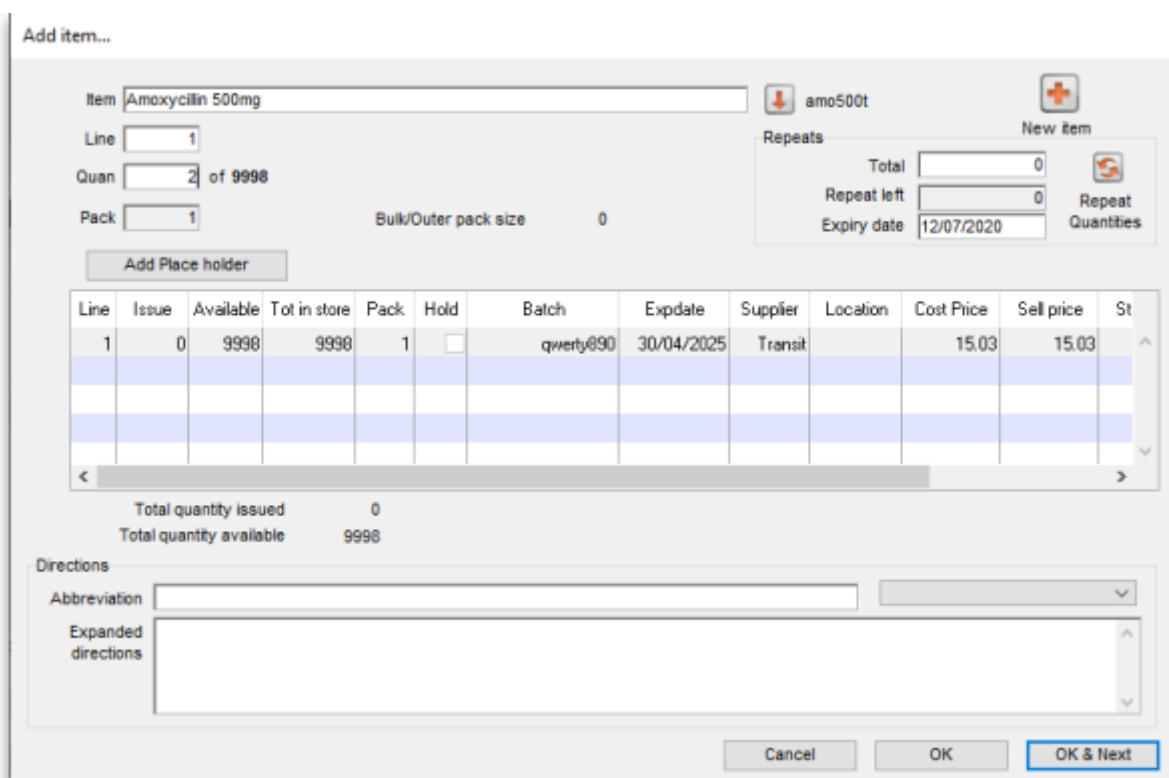 Add item...
Item Amoxycillin 500mg amo500t
New item
Line 1
Repeats
Total 0
Quan 2 of 9998
Repeat left 0
Repeat Quantities
Pack 1 Bulk/Outer pack size 0
Expiry date 12/07/2020
Add Place holder
Line Issue Available Tot in store Pack Hold Batch Expdate Supplier Location Cost Price Sell price St
1 0 9998 9998 1 qwerty890 30/04/2025 Transit 15.03 15.03
Total quantity issued 0
Total quantity available 9998
Directions
Abbreviation
Expanded
directions
Cancel OK OK & Next